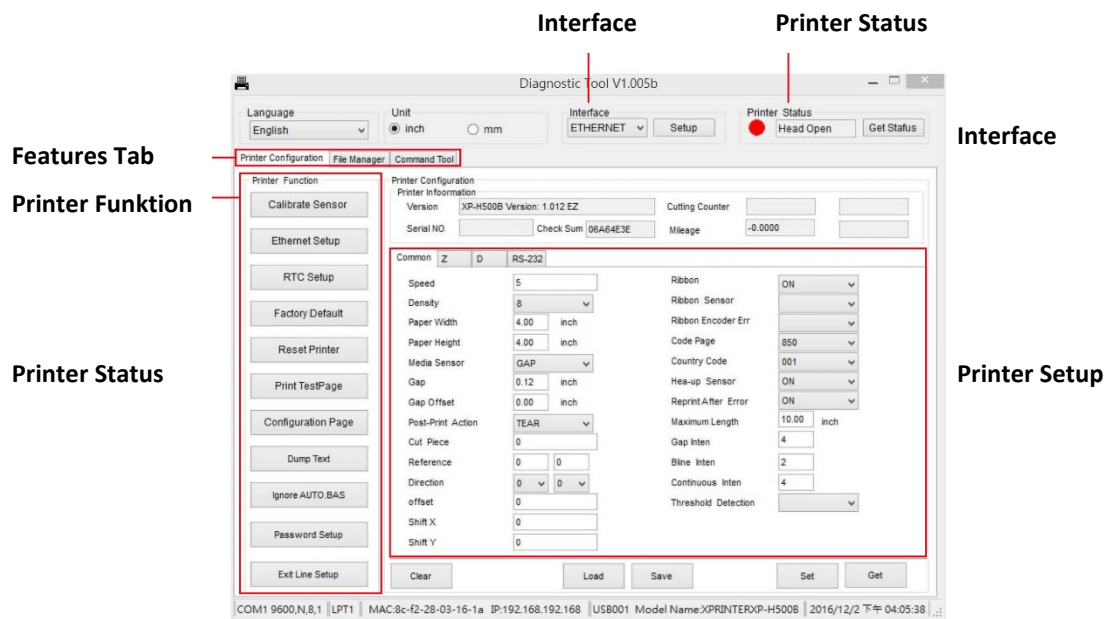 Interface
Printer Status
Diagnostic Tool V1.005b
Language
English
Unit
inch
mm
Interface
ETHERNET
Setup
Printer Status
Head Open
Get Status
Interface
Features Tab
Printer Configuration
File Manager
Command Tool
Printer Funktion
Printer Function
Calibrate Sensor
Ethernet Setup
RTC Setup
Factory Default
Reset Printer
Print TestPage
Configuration Page
Dump Text
Ignore AUTO.BAS
Password Setup
Exit Line Setup
Printer Status
Printer Configuration
Printer Infoormation
Version XP-H500B Version: 1.012 EZ
Cutting Counter
Serial NO
Check Sum 06A64E3E
Mileage -0.0000
Common Z D RS-232
Speed 5
Density 8
Paper Width 4.00 inch
Paper Height 4.00 inch
Media Sensor GAP
Gap 0.12 inch
Gap Offset 0.00 inch
Post-Print Action TEAR
Cut Piece 0
Reference 0 0
Direction 0 0
offset 0
Shift X 0
Shift Y 0
Ribbon ON
Ribbon Sensor
Ribbon Encoder Err
Code Page 850
Country Code 001
Hea-up Sensor ON
Reprint After Error ON
Maximum Length 10.00 inch
Gap Inten 4
Bline Inten 2
Continuous Inten 4
Threshold Detection
Printer Setup
Clear Load Save Set Get
COM1 9600,N,8,1 LPT1 MAC:8c-f2-28-03-16-1a IP:192.168.192.168 USB001 Model Name:XPRINTERXP-H500B 2016/12/2 下午 04:05:38